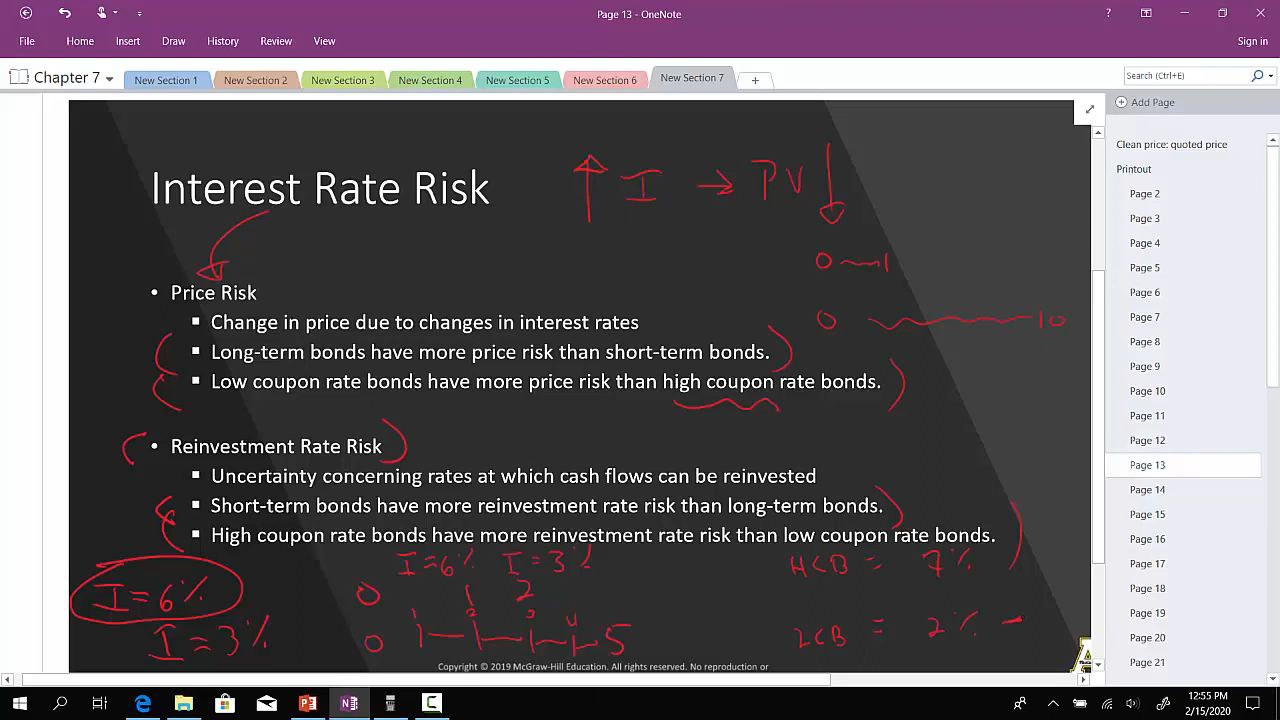 Page 13 - OneNote
?
File Home Insert Draw History Review View
Sign in
Chapter 7
New Section 1 New Section 2 New Section 3 New Section 4 New Section 5 New Section 6 New Section 7
Search (Ctrl+E)
Add Page
Clean price: quoted price
Printout
Page 2
Page 3
Page 4
Page 5
Page 6
Page 7
Page 8
Page 9
Page 10
Page 11
Page 12
Page 13
Page 14
Page 15
Page 16
Page 17
Page 18
Page 19
Page 20
Page 21
Interest Rate Risk
↑ I → PV ↓
0 1
0 10
• Price Risk
▪ Change in price due to changes in interest rates
▪ Long-term bonds have more price risk than short-term bonds.
▪ Low coupon rate bonds have more price risk than high coupon rate bonds.
• Reinvestment Rate Risk
▪ Uncertainty concerning rates at which cash flows can be reinvested
▪ Short-term bonds have more reinvestment rate risk than long-term bonds.
▪ High coupon rate bonds have more reinvestment rate risk than low coupon rate bonds.
I = 6%
I = 3%
I = 6% I = 3%
0 1 2
1 2 3 4
0 5
HCB = 7%
LCB = 2%
Copyright © 2019 McGraw-Hill Education. All rights reserved. No reproduction or
12:55 PM
2/15/2020